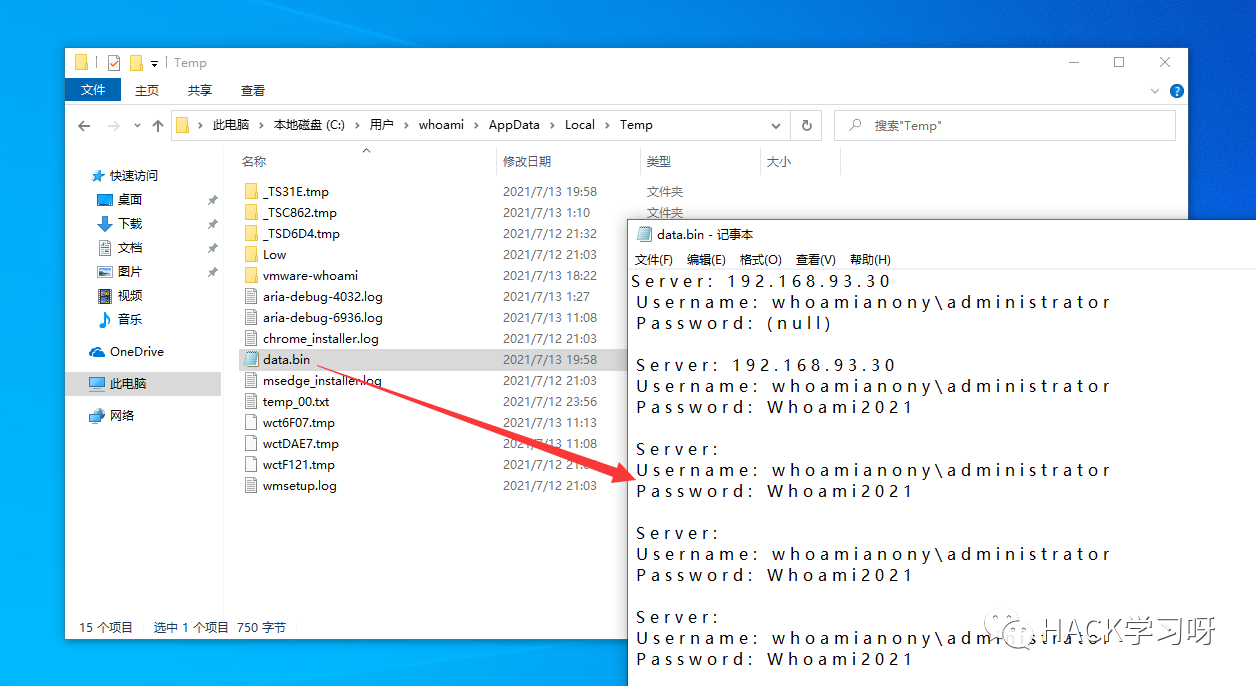 Temp
文件 主页 共享 查看
此电脑 本地磁盘 (C:) 用户 whoami AppData Local Temp
搜索"Temp"
快速访问
桌面
下载
文档
图片
视频
音乐
OneDrive
此电脑
网络
名称 修改日期 类型 大小
_TS31E.tmp 2021/7/13 19:58 文件夹
_TSC862.tmp 2021/7/13 1:10 文件夹
_TSD6D4.tmp 2021/7/12 21:32
Low 2021/7/12 21:03
vmware-whoami 2021/7/13 18:22
aria-debug-4032.log 2021/7/13 1:27
aria-debug-6936.log 2021/7/13 11:08
chrome_installer.log 2021/7/12 21:03
data.bin 2021/7/13 19:58
msedge_installer.log 2021/7/12 21:03
temp_00.txt 2021/7/12 23:56
wct6F07.tmp 2021/7/13 11:13
wctDAE7.tmp 2021/7/13 11:08
wctF121.tmp 2021/7/12
wmsetup.log 2021/7/12 21:03
15 个项目 选中 1 个项目 750 字节
data.bin - 记事本
文件(F) 编辑(E) 格式(O) 查看(V) 帮助(H)
Server: 192.168.93.30
Username: whoamianony\administrator
Password: (null)
Server: 192.168.93.30
Username: whoamianony\administrator
Password: Whoami2021
Server:
Username: whoamianony\administrator
Password: Whoami2021
Server:
Username: whoamianony\administrator
Password: Whoami2021
Server:
Username: whoamianony\administrator
Password: Whoami2021
HACK学习呀